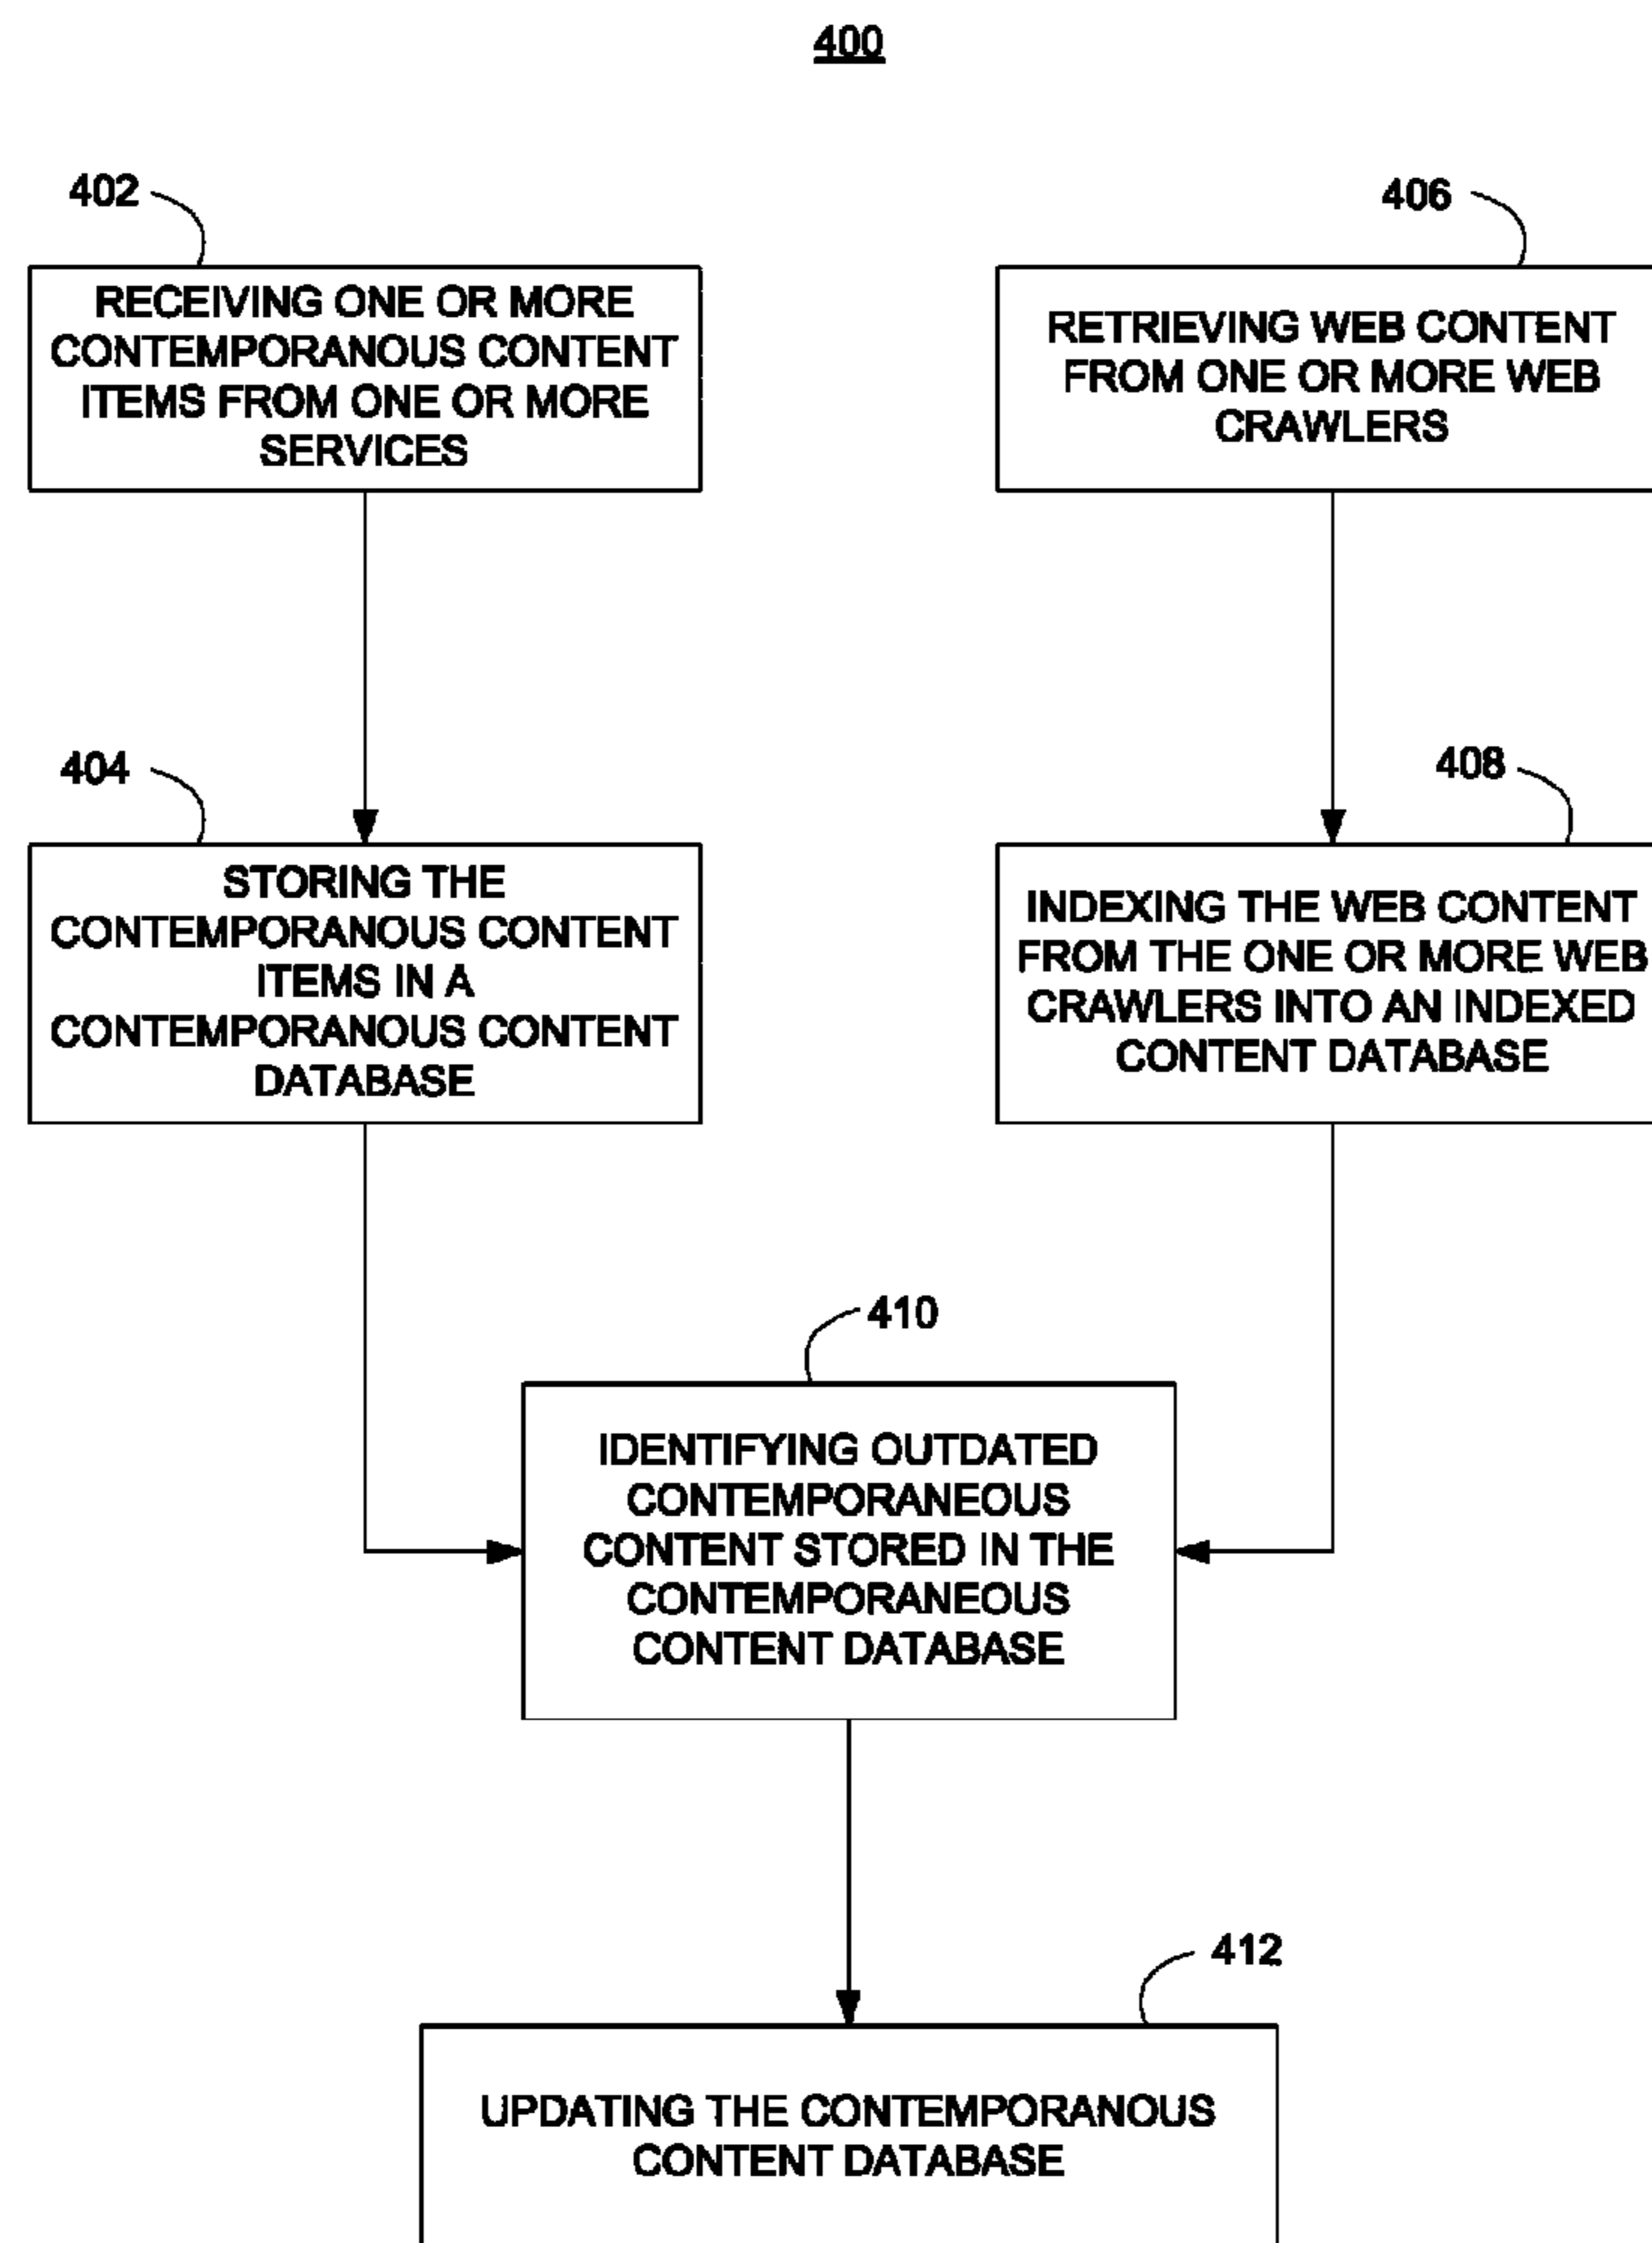 400
402
RECEIVING ONE OR MORE
CONTEMPORANOUS CONTENT
ITEMS FROM ONE OR MORE
SERVICES
406
RETRIEVING WEB CONTENT
FROM ONE OR MORE WEB
CRAWLERS
404
STORING THE
CONTEMPORANOUS CONTENT
ITEMS IN A
CONTEMPORANOUS CONTENT
DATABASE
408
INDEXING THE WEB CONTENT
FROM THE ONE OR MORE WEB
CRAWLERS INTO AN INDEXED
CONTENT DATABASE
410
IDENTIFYING OUTDATED
CONTEMPORANEOUS
CONTENT STORED IN THE
CONTEMPORANEOUS
CONTENT DATABASE
412
UPDATING THE CONTEMPORANOUS
CONTENT DATABASE